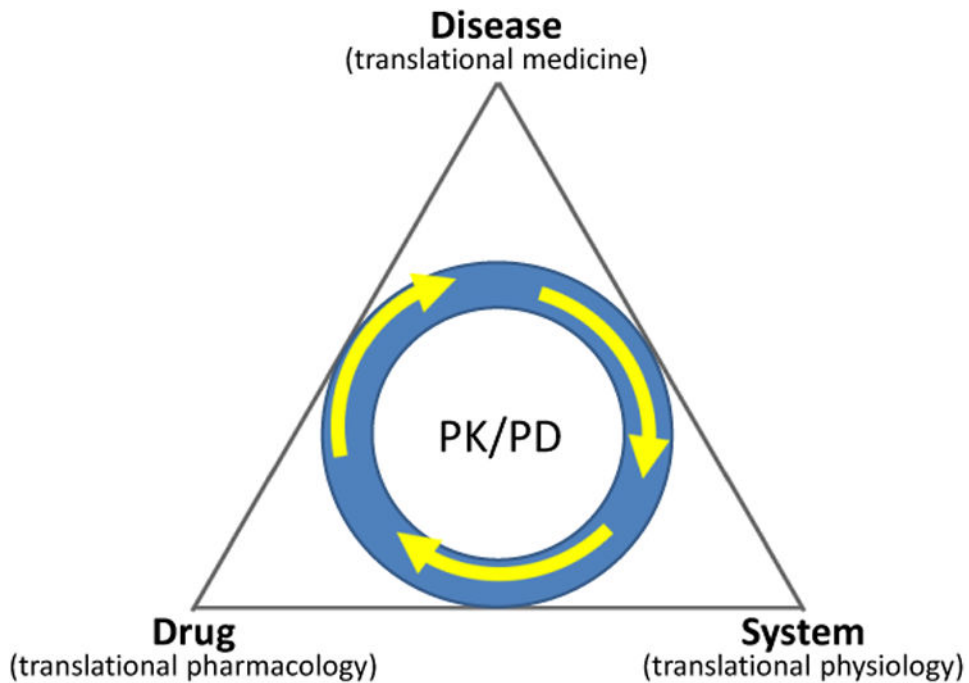 Disease
(translational medicine)
PK/PD
Drug
(translational pharmacology)
System
(translational physiology)